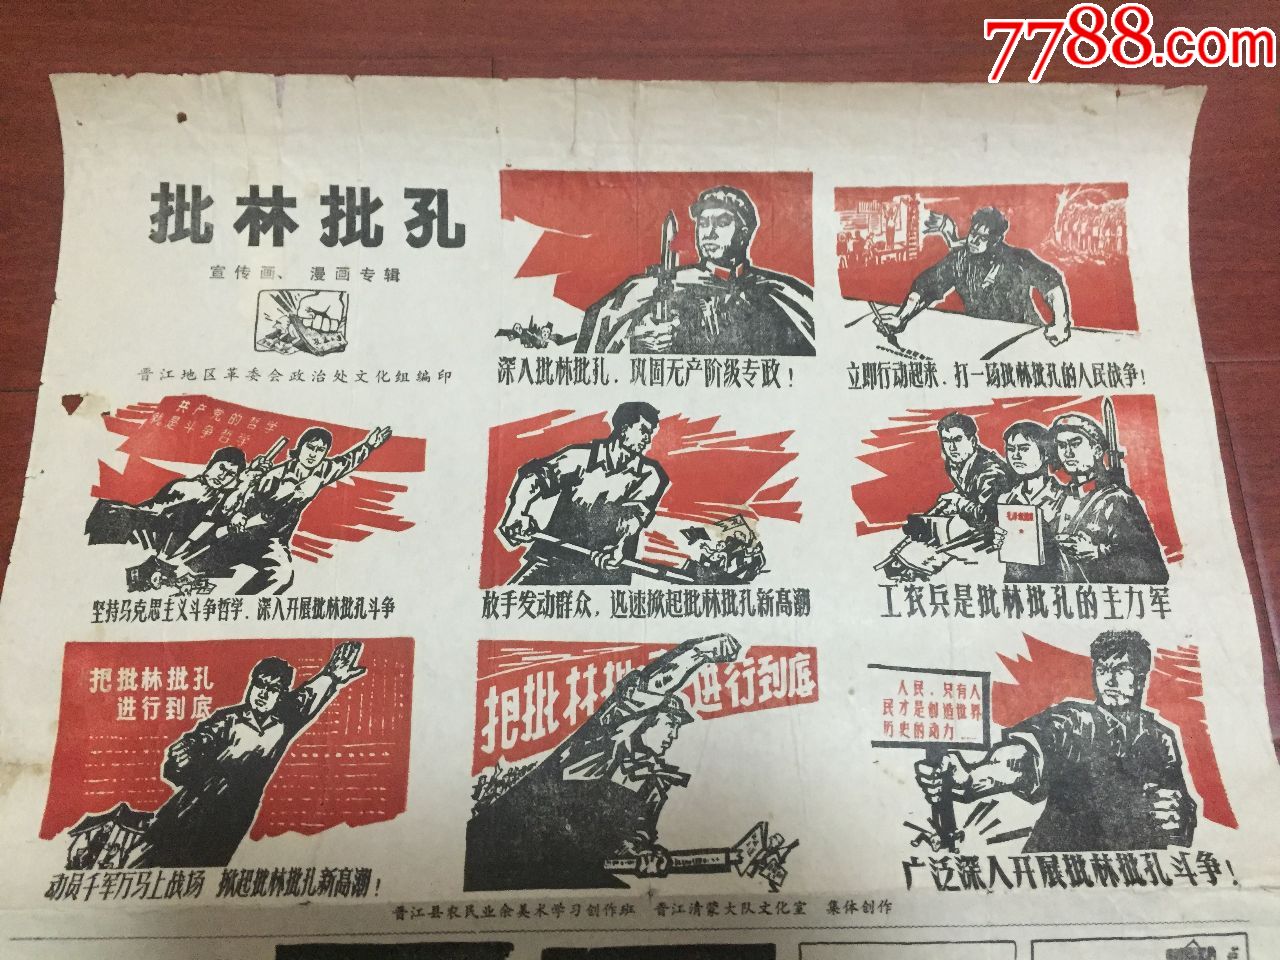 7788.com
批林批孔
宣传画、漫画专辑
晋江地区革委会政治处文化组编印
深入批林批孔，巩固无产阶级专政！
立即行动起来，打一场批林批孔的人民战争！
共产党的哲学
就是斗争哲学
坚持马克思主义斗争哲学，深入开展批林批孔斗争
放手发动群众，迅速掀起批林批孔新高潮
工农兵是批林批孔的主力军
把批林批孔
进行到底
动员千军万马上战场 掀起批林批孔新高潮！
把批林批孔进行到底
人民，只有人
民才是创造世界
历史的动力
广泛深入开展批林批孔斗争！
晋江县农民业余美术学习创作班 晋江清蒙大队文化室 集体创作